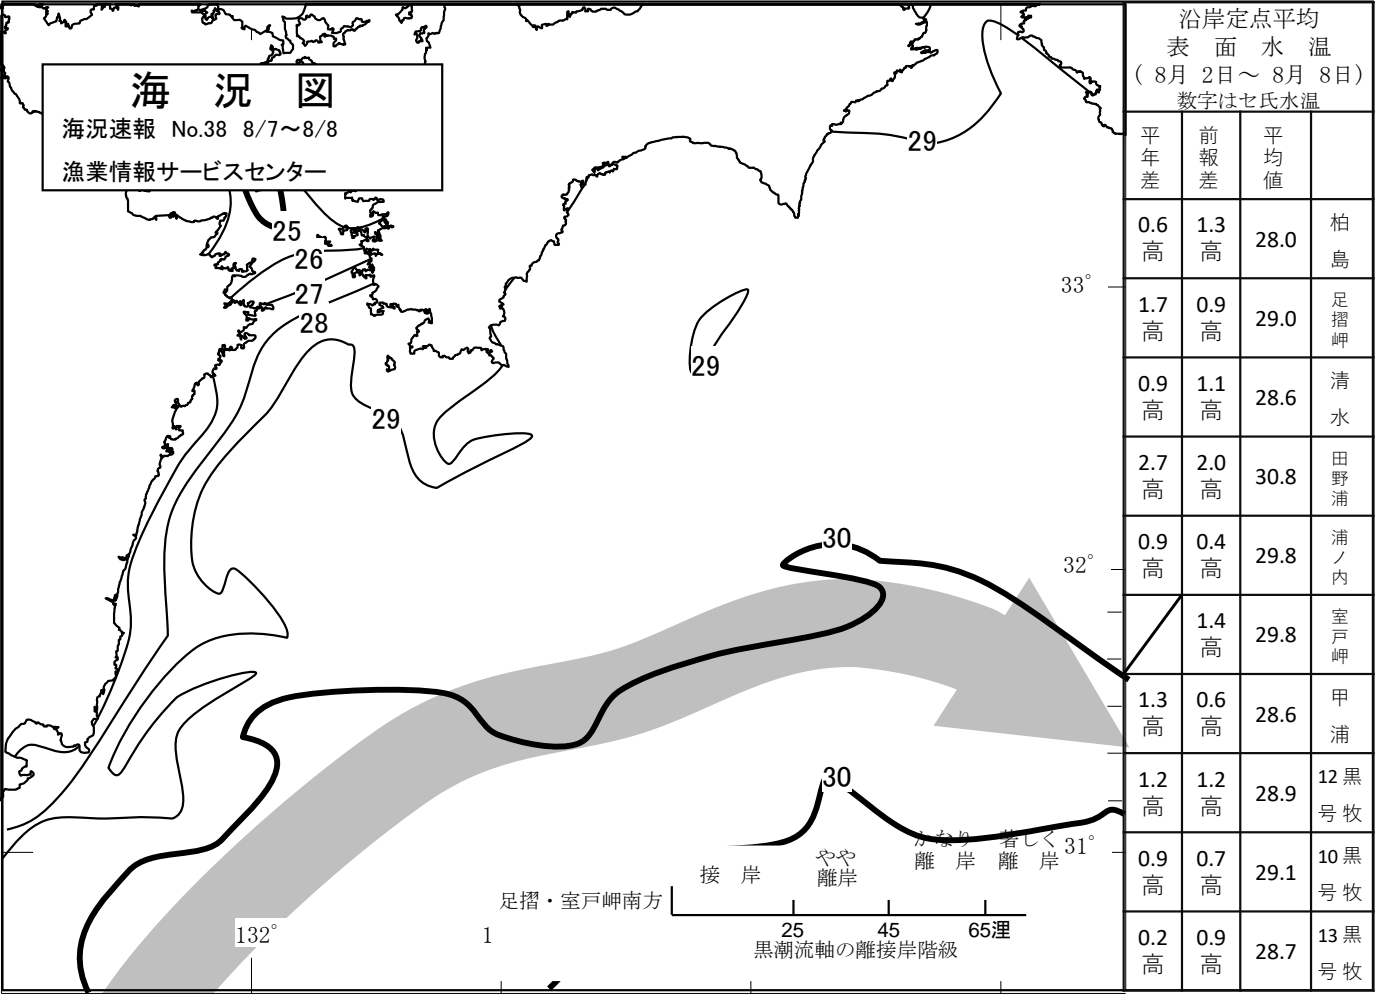 海況図
海況速報 No.38 8/7～8/8
漁業情報サービスセンター
25
26
27
28
29
29
29
30
30
33°
32°
31°
132°
1
接岸
やや
離岸
かなり
離岸
著しく
離岸
足摺・室戸岬南方
25 45 65浬
黒潮流軸の離接岸階級
沿岸定点平均
表面水温
( 8月 2日～ 8月 8日)
数字はセ氏水温
平年差 前報差 平均値
0.6高 1.3高 28.0 柏島
1.7高 0.9高 29.0 足摺岬
0.9高 1.1高 28.6 清水
2.7高 2.0高 30.8 田野浦
0.9高 0.4高 29.8 浦ノ内
1.4高 29.8 室戸岬
1.3高 0.6高 28.6 甲浦
1.2高 1.2高 28.9 黒牧12号
0.9高 0.7高 29.1 黒牧10号
0.2高 0.9高 28.7 黒牧13号